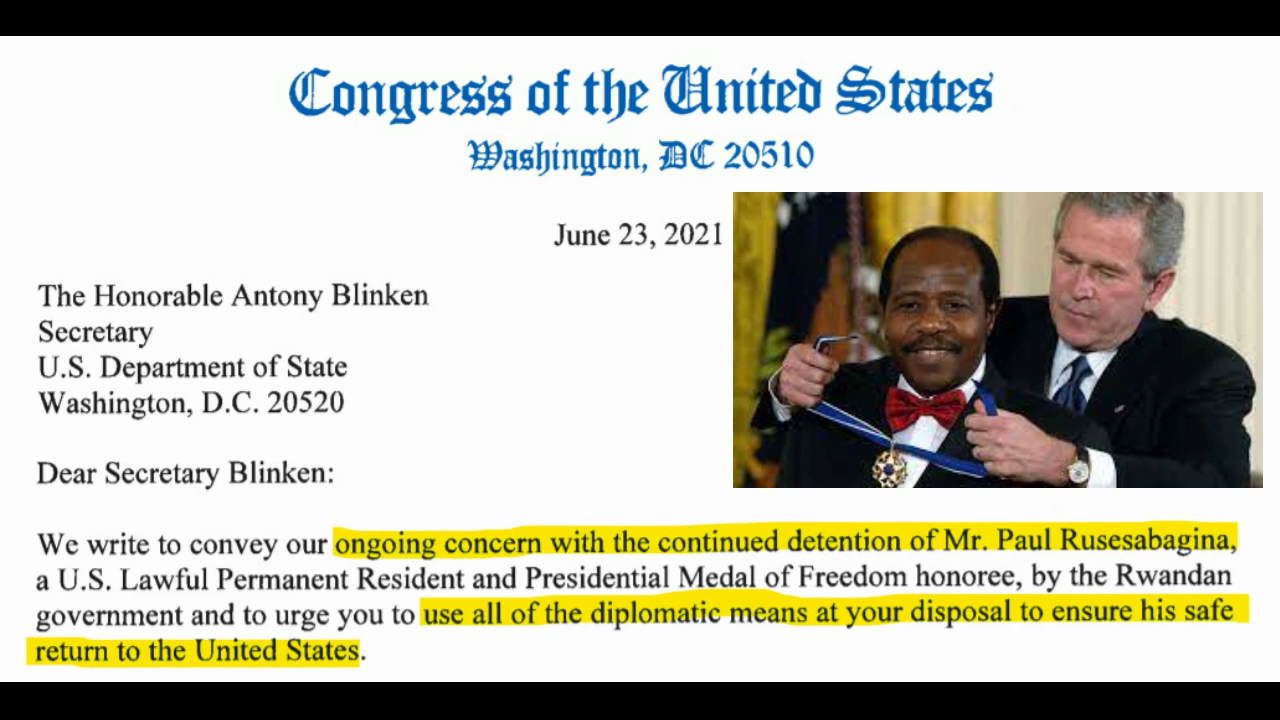 Congress of the United States
Washington, DC 20510
June 23, 2021
The Honorable Antony Blinken
Secretary
U.S. Department of State
Washington, D.C. 20520
Dear Secretary Blinken:
We write to convey our ongoing concern with the continued detention of Mr. Paul Rusesabagina,
a U.S. Lawful Permanent Resident and Presidential Medal of Freedom honoree, by the Rwandan
government and to urge you to use all of the diplomatic means at your disposal to ensure his safe
return to the United States.